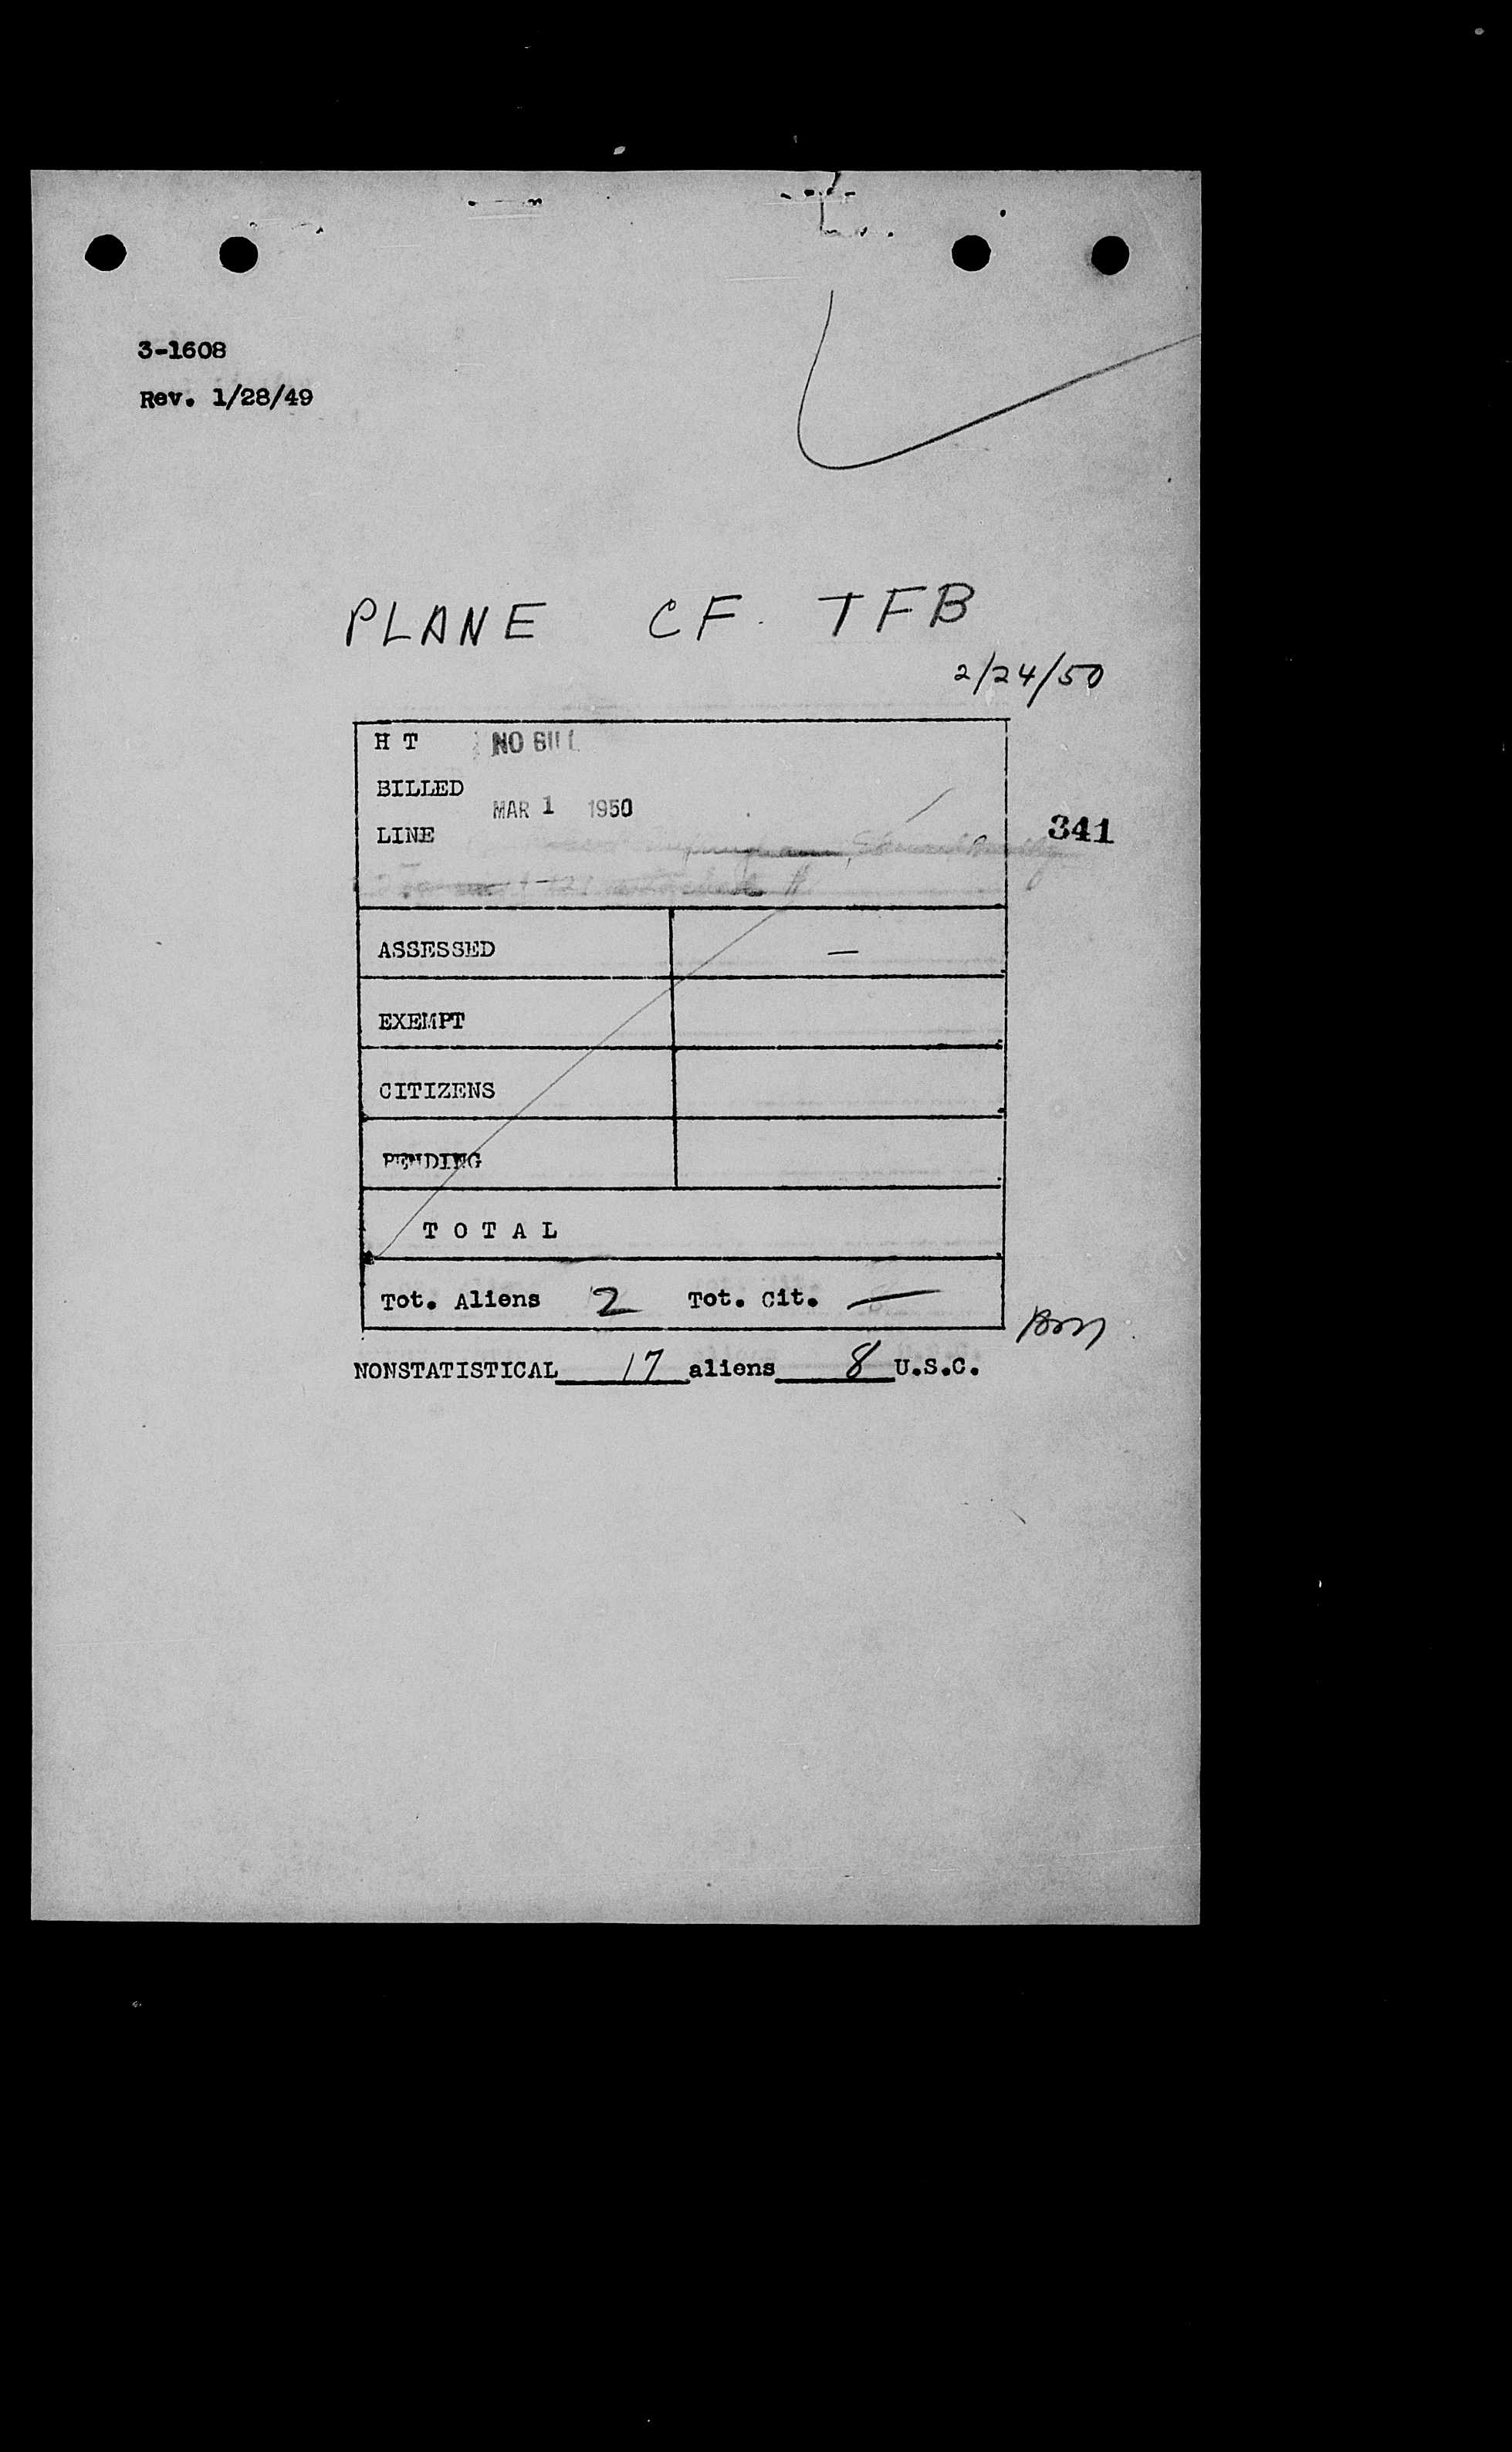 3-1608
Rev. 1/28/49
PLANE CF. TFB
2/24/50
H T NO BILL
BILLED
MAR 1 1950
LINE
341
ASSESSED —
EXEMPT
CITIZENS
PENDING
T O T A L
Tot. Aliens 2 Tot. Cit. —
NONSTATISTICAL 17 aliens 8 U.S.C.